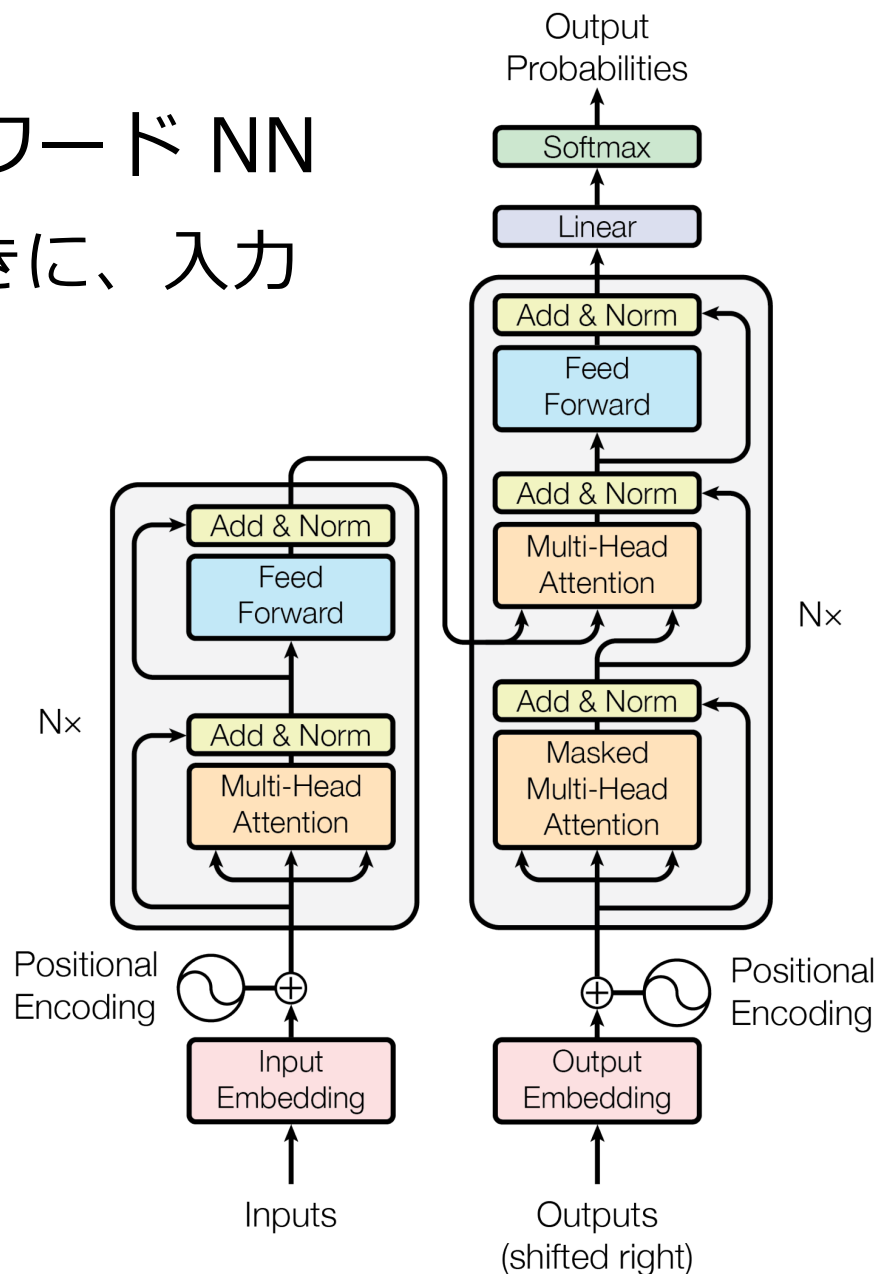 ワード NN
きに、入力
Output
Probabilities
Softmax
Linear
Add & Norm
Feed
Forward
Add & Norm
Multi-Head
Attention
N×
Add & Norm
Masked
Multi-Head
Attention
Add & Norm
Feed
Forward
N×
Add & Norm
Multi-Head
Attention
Positional
Encoding
Positional
Encoding
Input
Embedding
Output
Embedding
Inputs
Outputs
(shifted right)